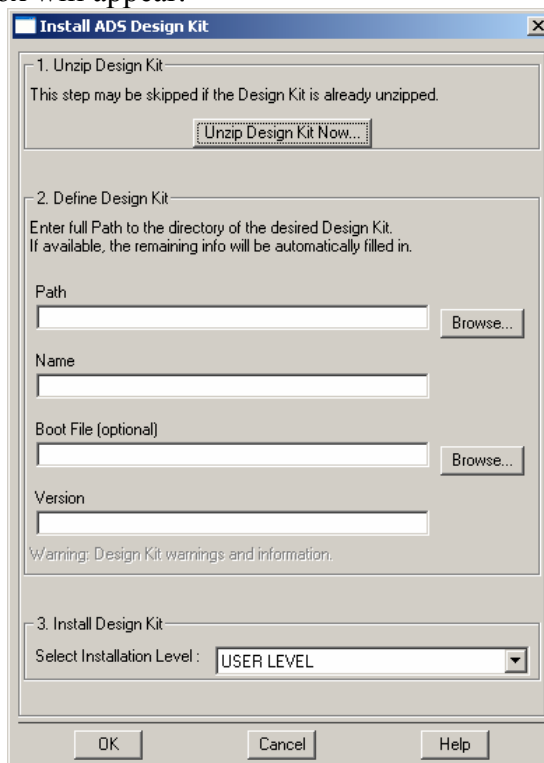 Install ADS Design Kit
1. Unzip Design Kit
This step may be skipped if the Design Kit is already unzipped.
Unzip Design Kit Now...
2. Define Design Kit
Enter full Path to the directory of the desired Design Kit.
If available, the remaining info will be automatically filled in.
Path
Browse...
Name
Boot File (optional)
Browse...
Version
Warning: Design Kit warnings and information.
3. Install Design Kit
Select Installation Level : USER LEVEL
OK Cancel Help